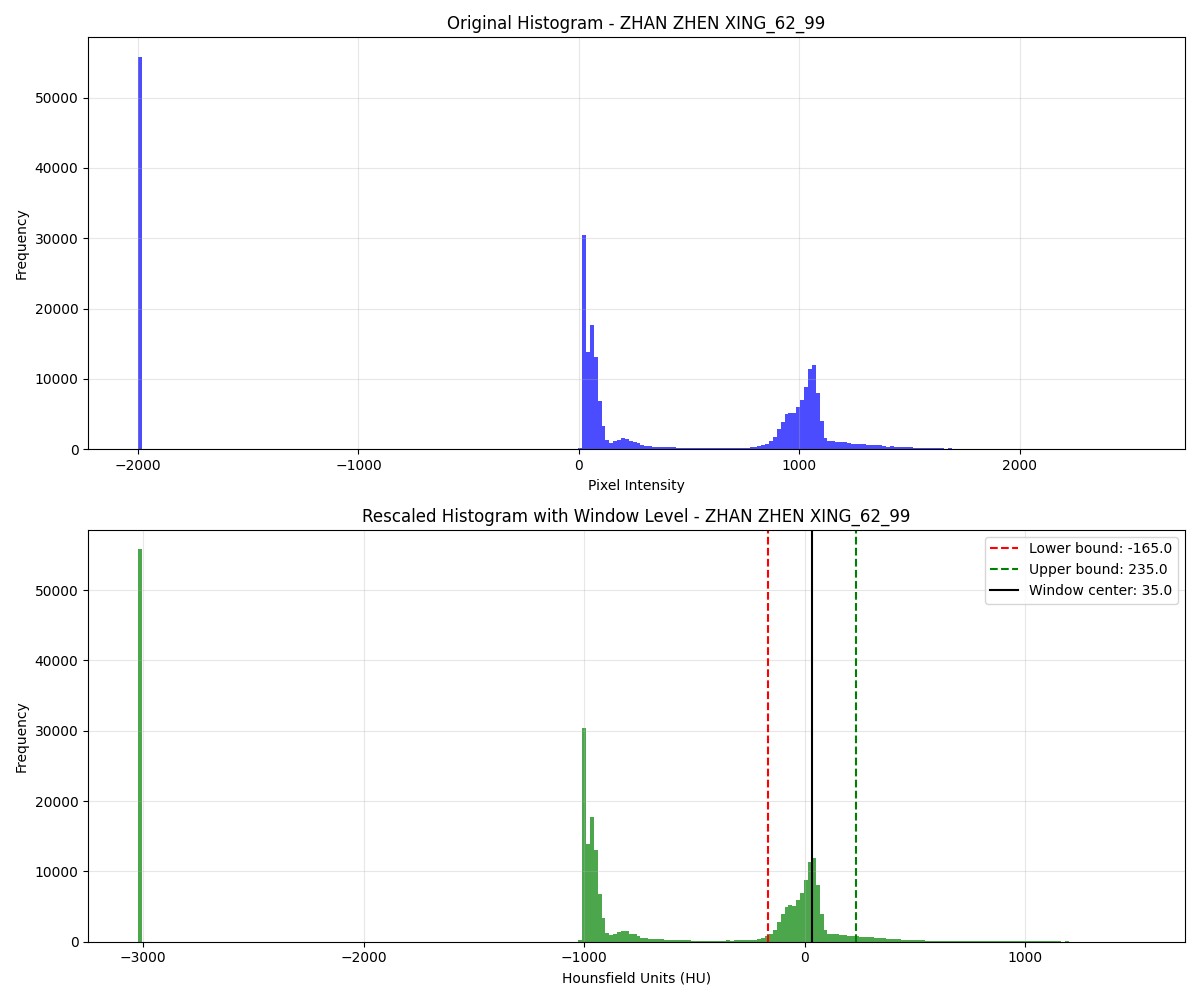 Original Histogram - ZHAN ZHEN XING_62_99
50000
40000
30000
20000
10000
0
Frequency
−2000
−1000
0
1000
2000
Pixel Intensity
Rescaled Histogram with Window Level - ZHAN ZHEN XING_62_99
Lower bound: -165.0
Upper bound: 235.0
Window center: 35.0
50000
40000
30000
20000
10000
0
Frequency
−3000
−2000
−1000
0
1000
Hounsfield Units (HU)